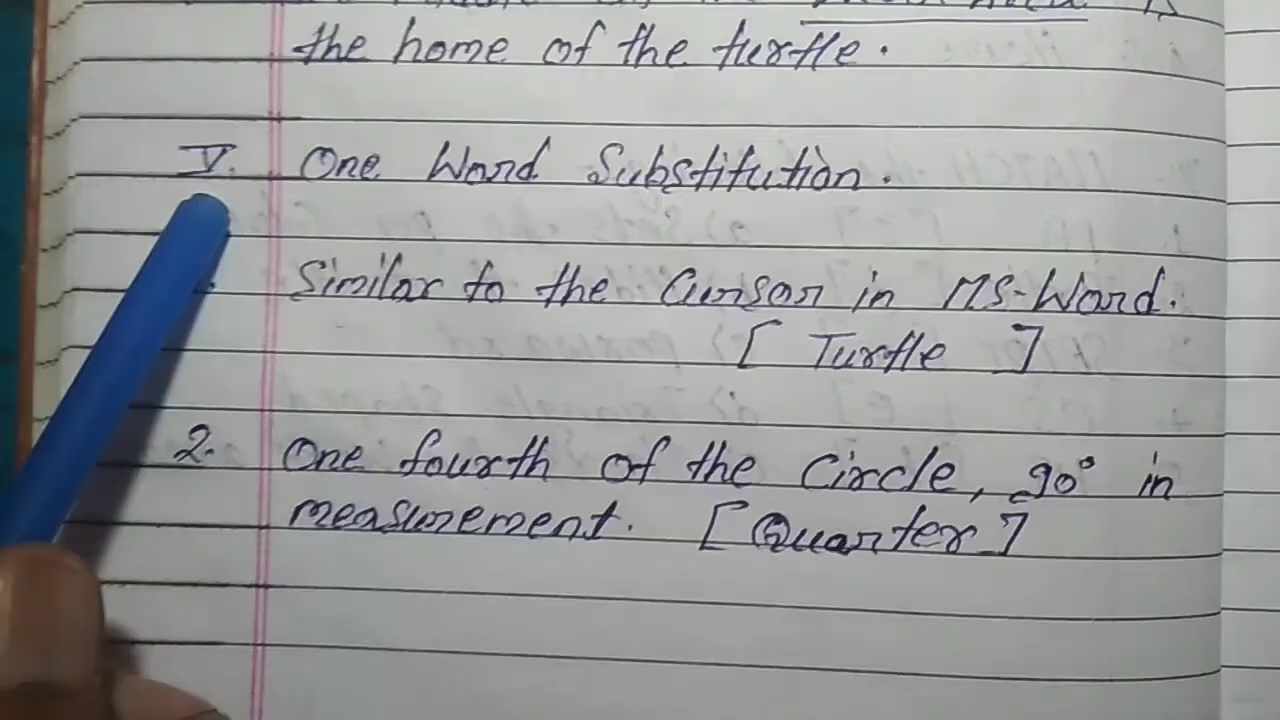 the home of the turtle.
V. One Word Substitution.
Similar to the Cursor in MS-Word.
[ Turtle ]
2. One fourth of the Circle, 90° in
measurement. [Quarter]